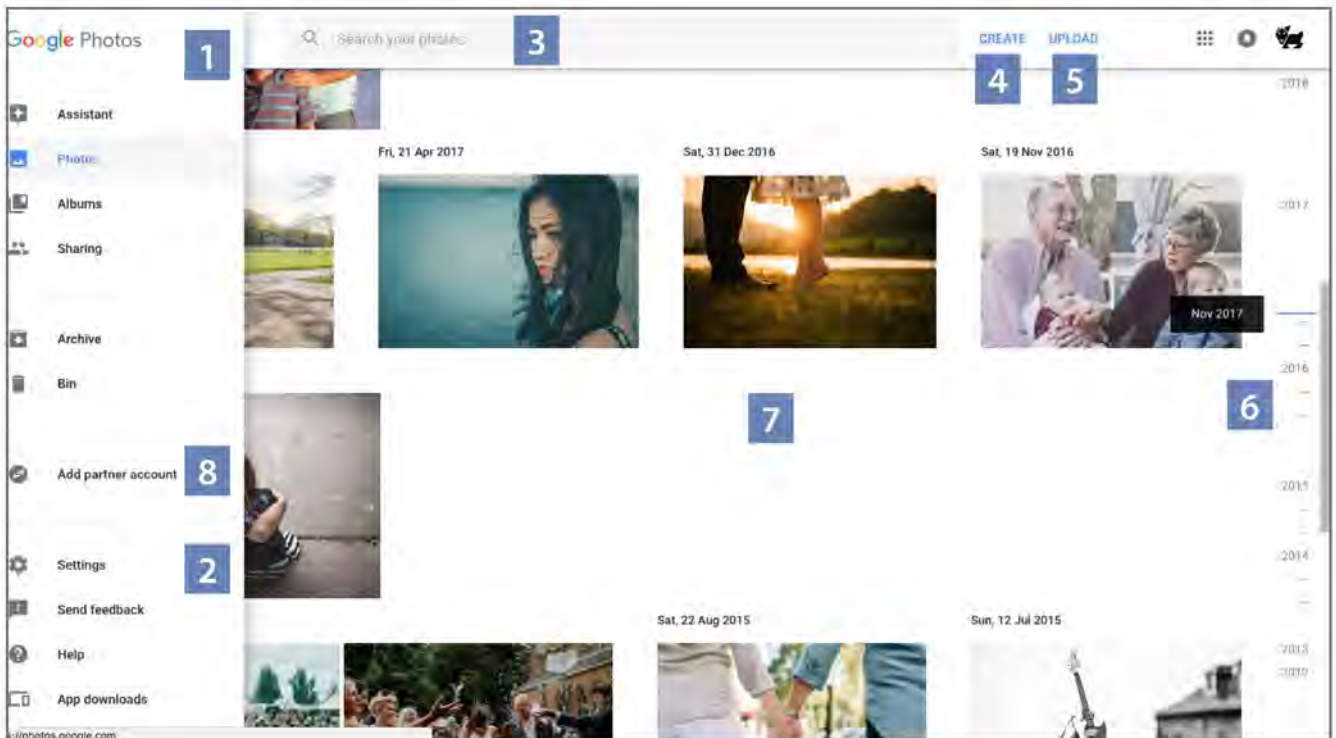 Google Photos
1
Search your photos
3
CREATE
UPLOAD
4
5
Assistant
Photos
Albums
Sharing
Archive
Bin
Add partner account
8
Settings
2
Send feedback
Help
App downloads
Fri, 21 Apr 2017
Sat, 31 Dec 2016
Sat, 19 Nov 2016
Nov 2017
7
6
Sat, 22 Aug 2015
Sun, 12 Jul 2015
2018
2017
2016
2015
2014
2013
://photos.google.com